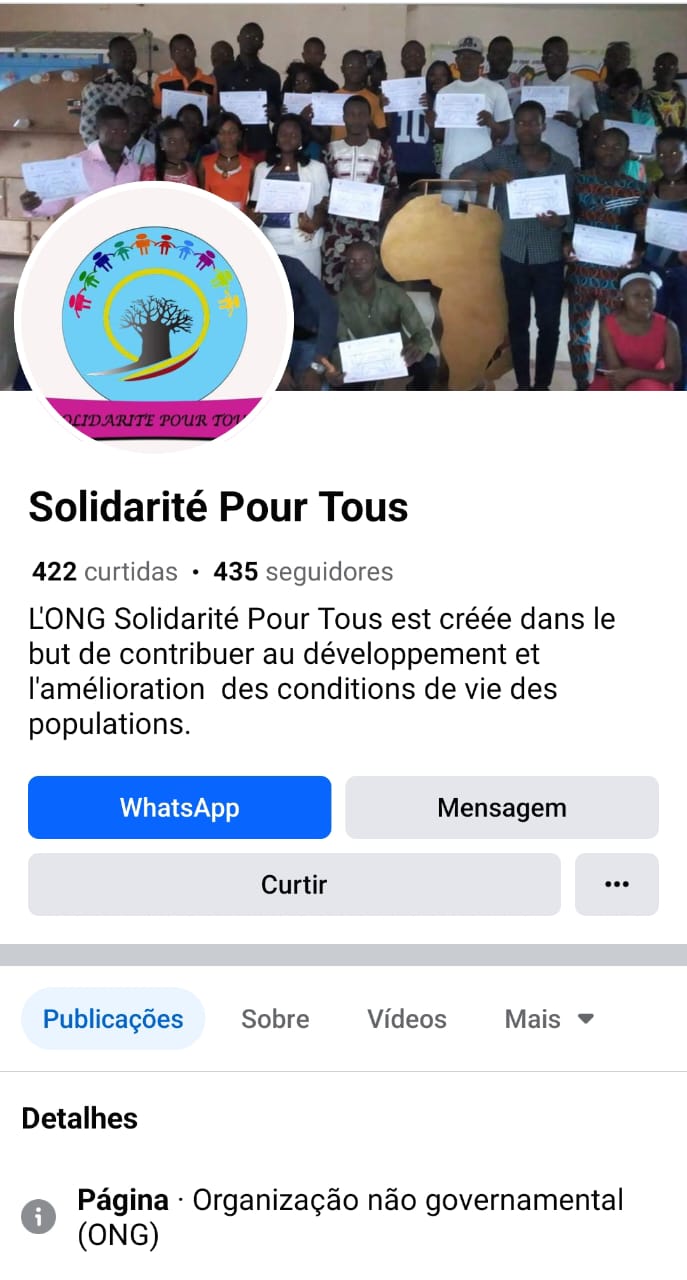 10
SOLIDARITE POUR TOU
Solidarité Pour Tous
422 curtidas • 435 seguidores
L'ONG Solidarité Pour Tous est créée dans le
but de contribuer au développement et
l'amélioration  des conditions de vie des
populations.
WhatsApp
Mensagem
Curtir
Publicações
Sobre
Vídeos
Mais
Detalhes
Página · Organização não governamental
(ONG)